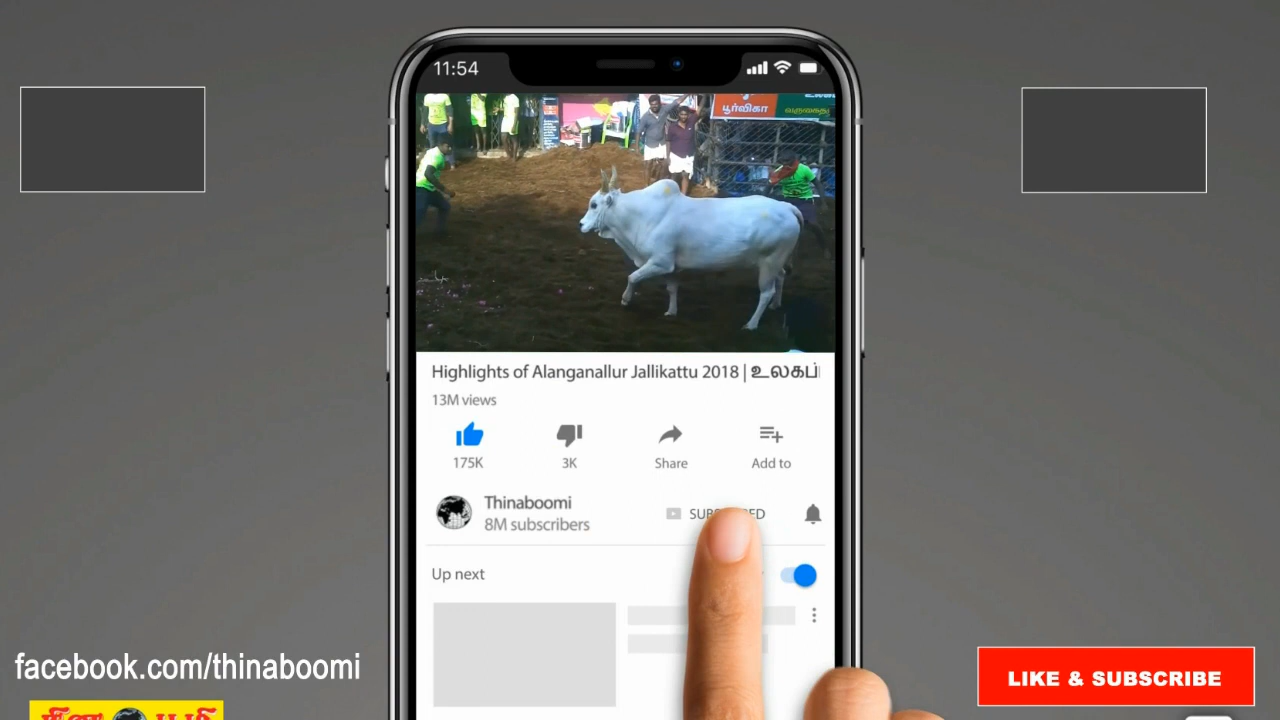 11:54
பூர்விகா
Highlights of Alanganallur Jallikattu 2018 | உலகப்
13M views
175K
3K
Share
Add to
Thinaboomi
8M subscribers
Up next
facebook.com/thinaboomi
LIKE & SUBSCRIBE